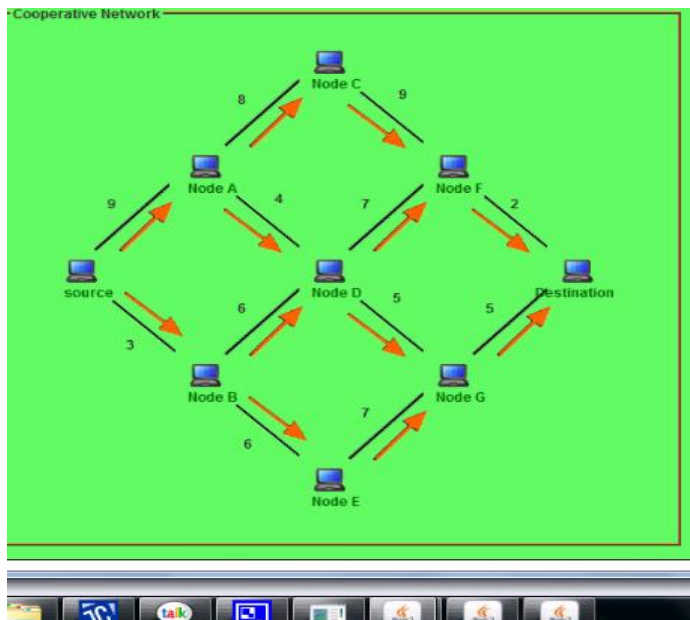 Cooperative Network
Node C
8
9
Node A
Node F
9
4
7
2
source
Node D
Destination
6
5
5
3
Node B
Node G
7
6
Node E
talk